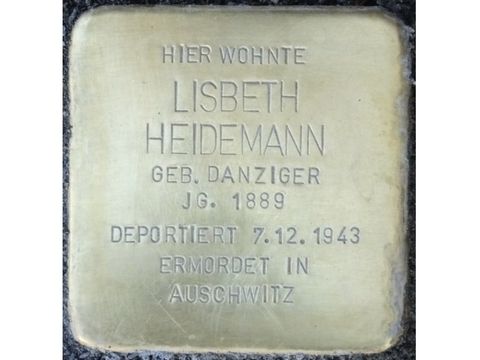 HIER WOHNTE
LISBETH
HEIDEMANN
GEB. DANZIGER
JG. 1889
DEPORTIERT 7.12.1943
ERMORDET IN
AUSCHWITZ